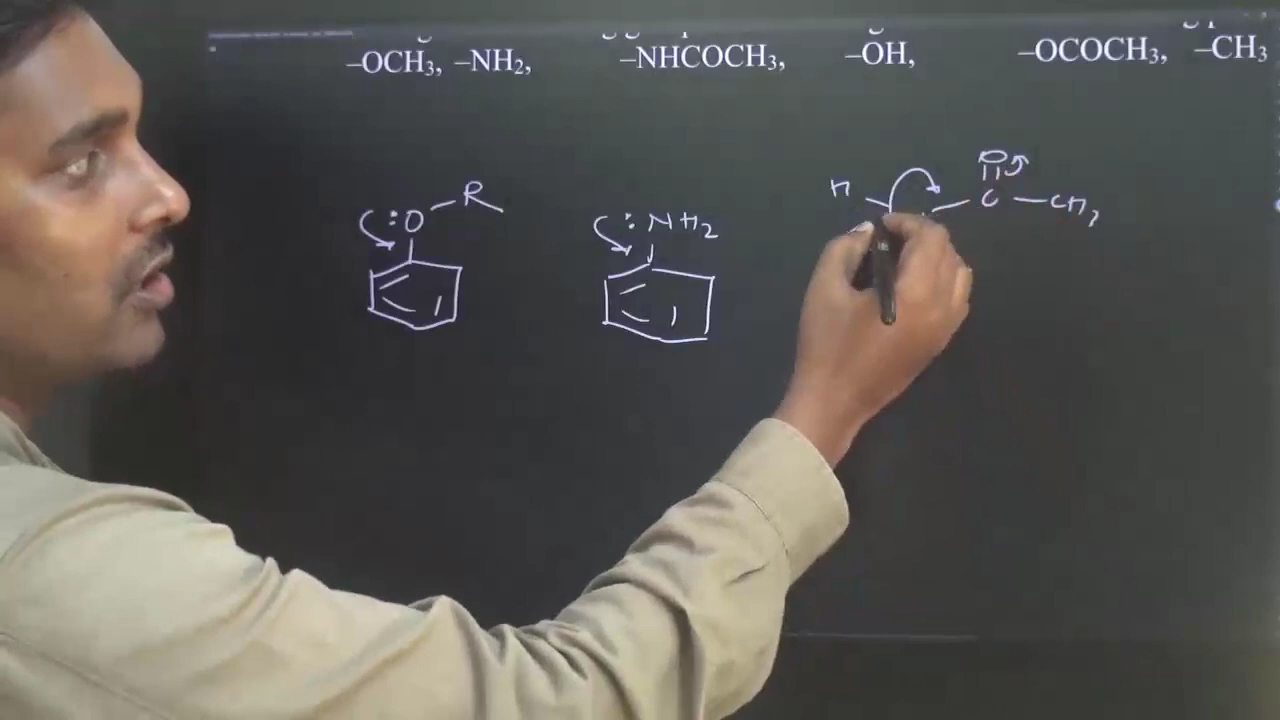 –OCH₃, –NH₂, –NHCOCH₃, –OH, –OCOCH₃, –CH₃
:O–R
:NH₂
H
O
C–CH₃